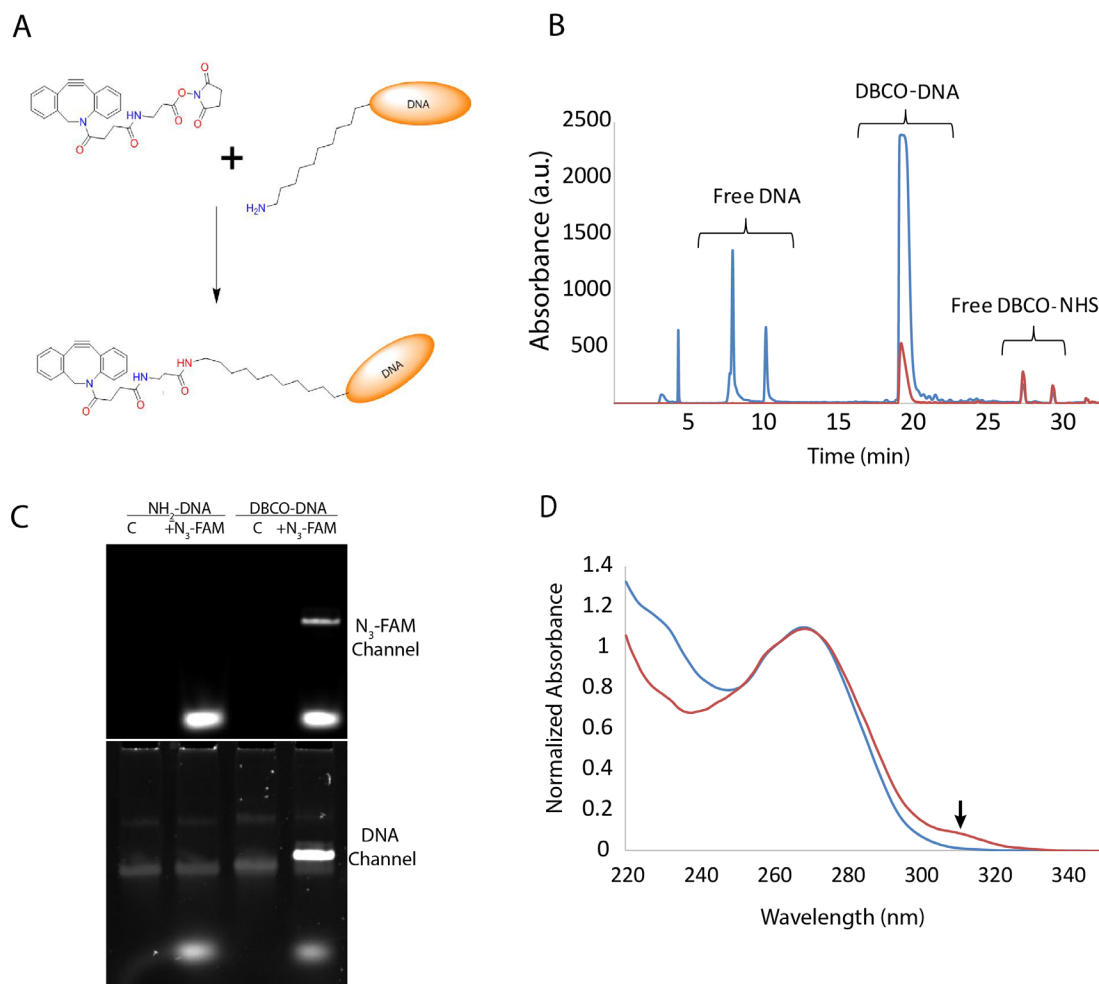 A
O
O
N
O
HN
O
O
N
O
O
+
DNA
H₂N
HN
HN
N
O
O
O
DNA
B
DBCO-DNA
Free DNA
Free DBCO-NHS
2500
2000
1500
1000
500
Absorbance (a.u.)
5 10 15 20 25 30
Time (min)
C
NH₂-DNA DBCO-DNA
C +N₃-FAM C +N₃-FAM
N₃-FAM
Channel
DNA
Channel
D
1.4
1.2
1
0.8
0.6
0.4
0.2
0
Normalized Absorbance
220 240 260 280 300 320 340
Wavelength (nm)